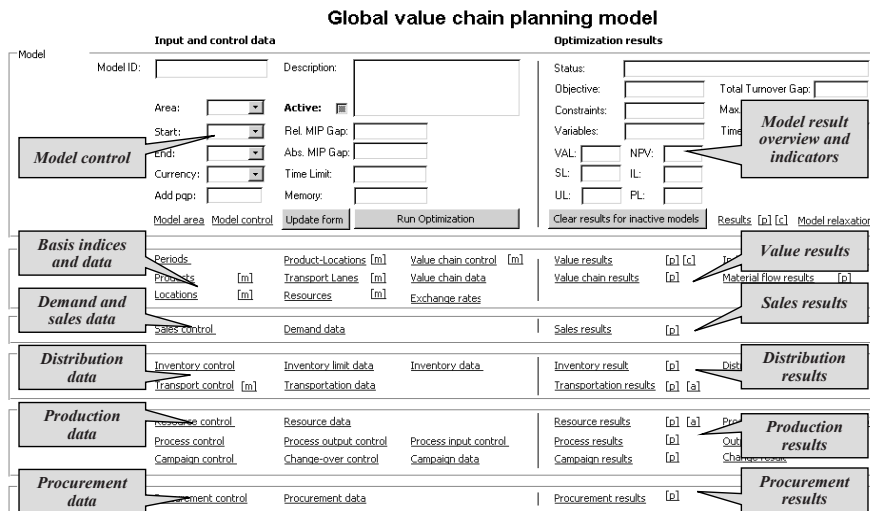 Global value chain planning model
Input and control data
Optimization results
Model
Model ID:
Description:
Status:
Objective:
Total Turnover Gap:
Area:
Active:
Constraints:
Max.
Start:
Rel. MIP Gap:
Variables:
Time
End:
Abs. MIP Gap:
VAL:
NPV:
Currency:
Time Limit:
SL:
IL:
Add pqp:
Memory:
UL:
PL:
Model area
Model control
Update form
Run Optimization
Clear results for inactive models
Results [p] [c]
Model relaxation
Model control
Model result
overview and
indicators
Basis indices
and data
Periods
Product-Locations [m]
Value chain control [m]
Value results [p] [c]
Value results
Products [m]
Transport Lanes [m]
Value chain data
Value chain results [p]
Material flow results [p]
Locations [m]
Resources [m]
Exchange rates
Demand and
sales data
Sales results
Sales control
Demand data
Sales results [p]
Distribution
data
Inventory control
Inventory limit data
Inventory data
Inventory result [p]
Distribution
results
Transport control [m]
Transportation data
Transportation results [p] [a]
Production
data
Resource control
Resource data
Resource results [p] [a]
Production
results
Process control
Process output control
Process input control
Process results [p]
Campaign control
Change-over control
Campaign data
Campaign results [p]
Change result
Procurement
data
Procurement control
Procurement data
Procurement results [p]
Procurement
results